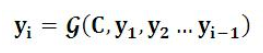 yᵢ = 𝒢(C, y₁, y₂ … yᵢ₋₁)